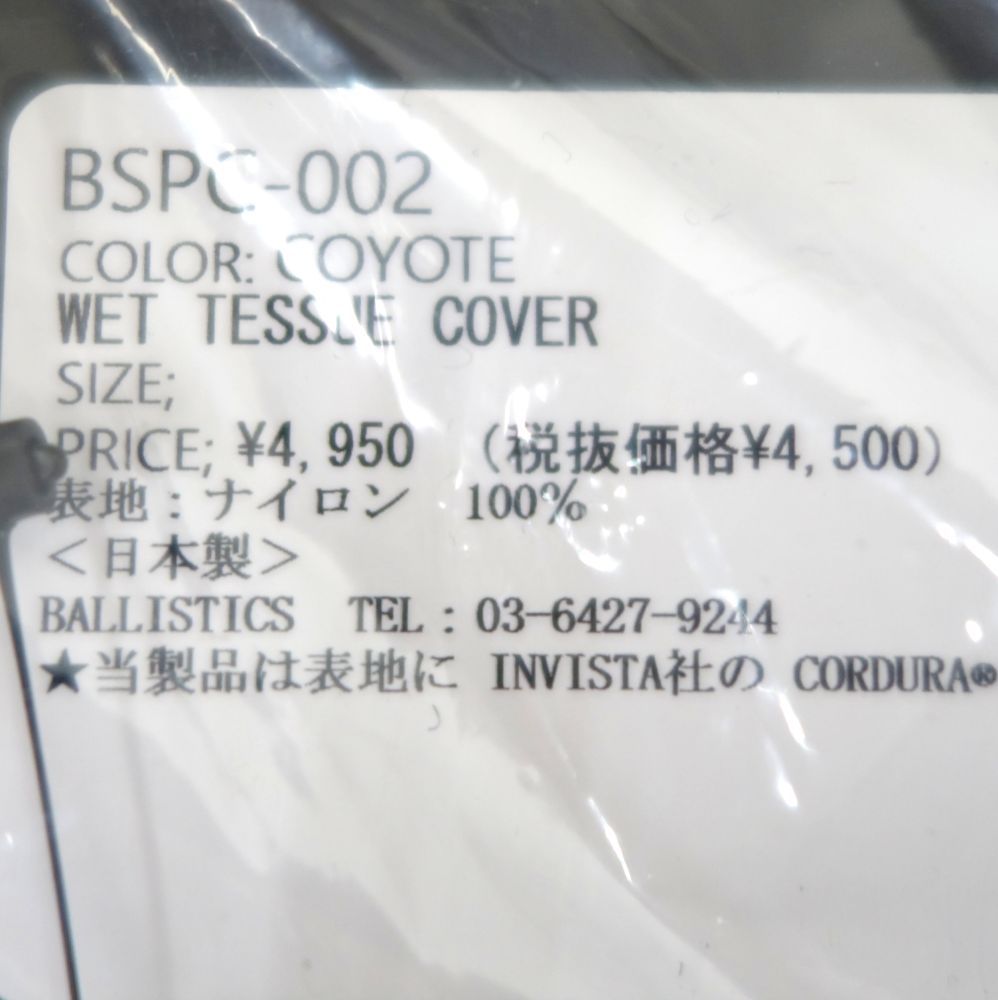 BSPC-002
COLOR: COYOTE
WET TESSUE COVER
SIZE;
PRICE; ¥4,950 (税抜価格¥4,500)
表地：ナイロン 100%
＜日本製＞
BALLISTICS TEL：03-6427-9244
★当製品は表地に INVISTA社の CORDURA®